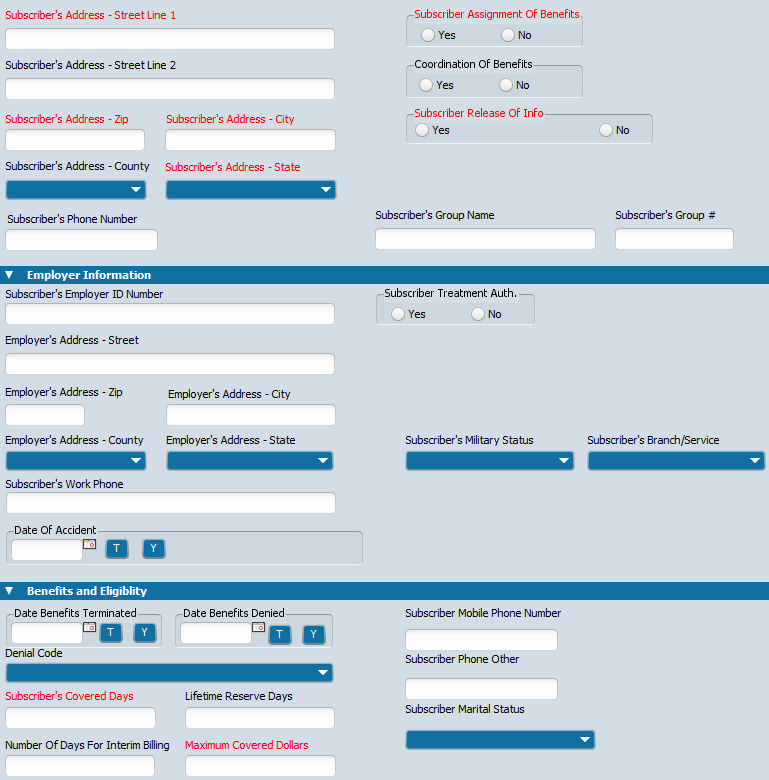 Subscriber's Address - Street Line 1
Subscriber Assignment Of Benefits
Yes No
Subscriber's Address - Street Line 2
Coordination Of Benefits
Yes No
Subscriber's Address - Zip Subscriber's Address - City
Subscriber Release Of Info
Yes No
Subscriber's Address - County Subscriber's Address - State
Subscriber's Phone Number Subscriber's Group Name Subscriber's Group #
Employer Information
Subscriber's Employer ID Number Subscriber Treatment Auth.
Yes No
Employer's Address - Street
Employer's Address - Zip Employer's Address - City
Employer's Address - County Employer's Address - State Subscriber's Military Status Subscriber's Branch/Service
Subscriber's Work Phone
Date Of Accident
T Y
Benefits and Eligiblity
Date Benefits Terminated Date Benefits Denied Subscriber Mobile Phone Number
T Y T Y
Denial Code Subscriber Phone Other
Subscriber's Covered Days Lifetime Reserve Days
Subscriber Marital Status
Number Of Days For Interim Billing Maximum Covered Dollars